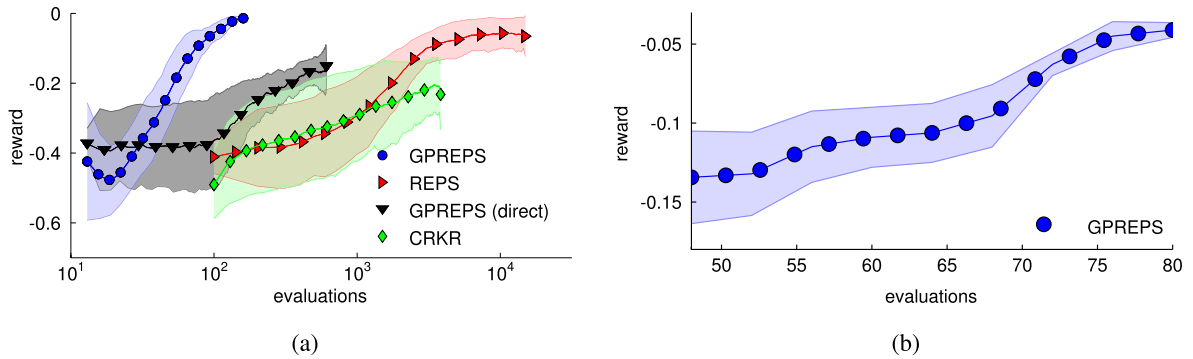 0
-0.2
-0.4
-0.6
reward
10^1
10^2
10^3
10^4
evaluations
GPREPS
REPS
GPREPS (direct)
CRKR
(a)
-0.05
-0.1
-0.15
reward
50
55
60
65
70
75
80
evaluations
GPREPS
(b)